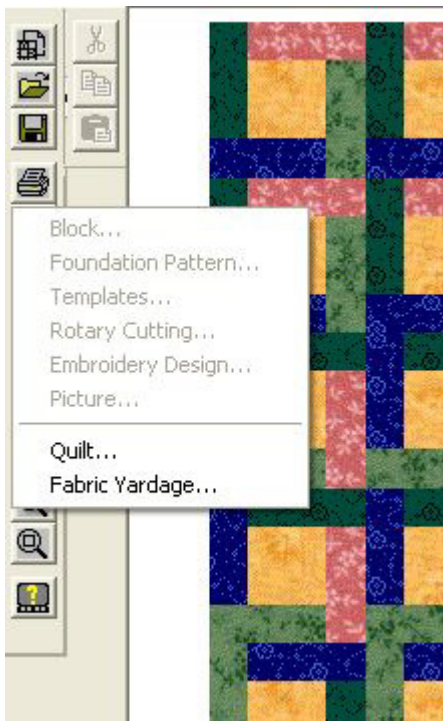 Block...
Foundation Pattern...
Templates...
Rotary Cutting...
Embroidery Design...
Picture...
Quilt...
Fabric Yardage...
?